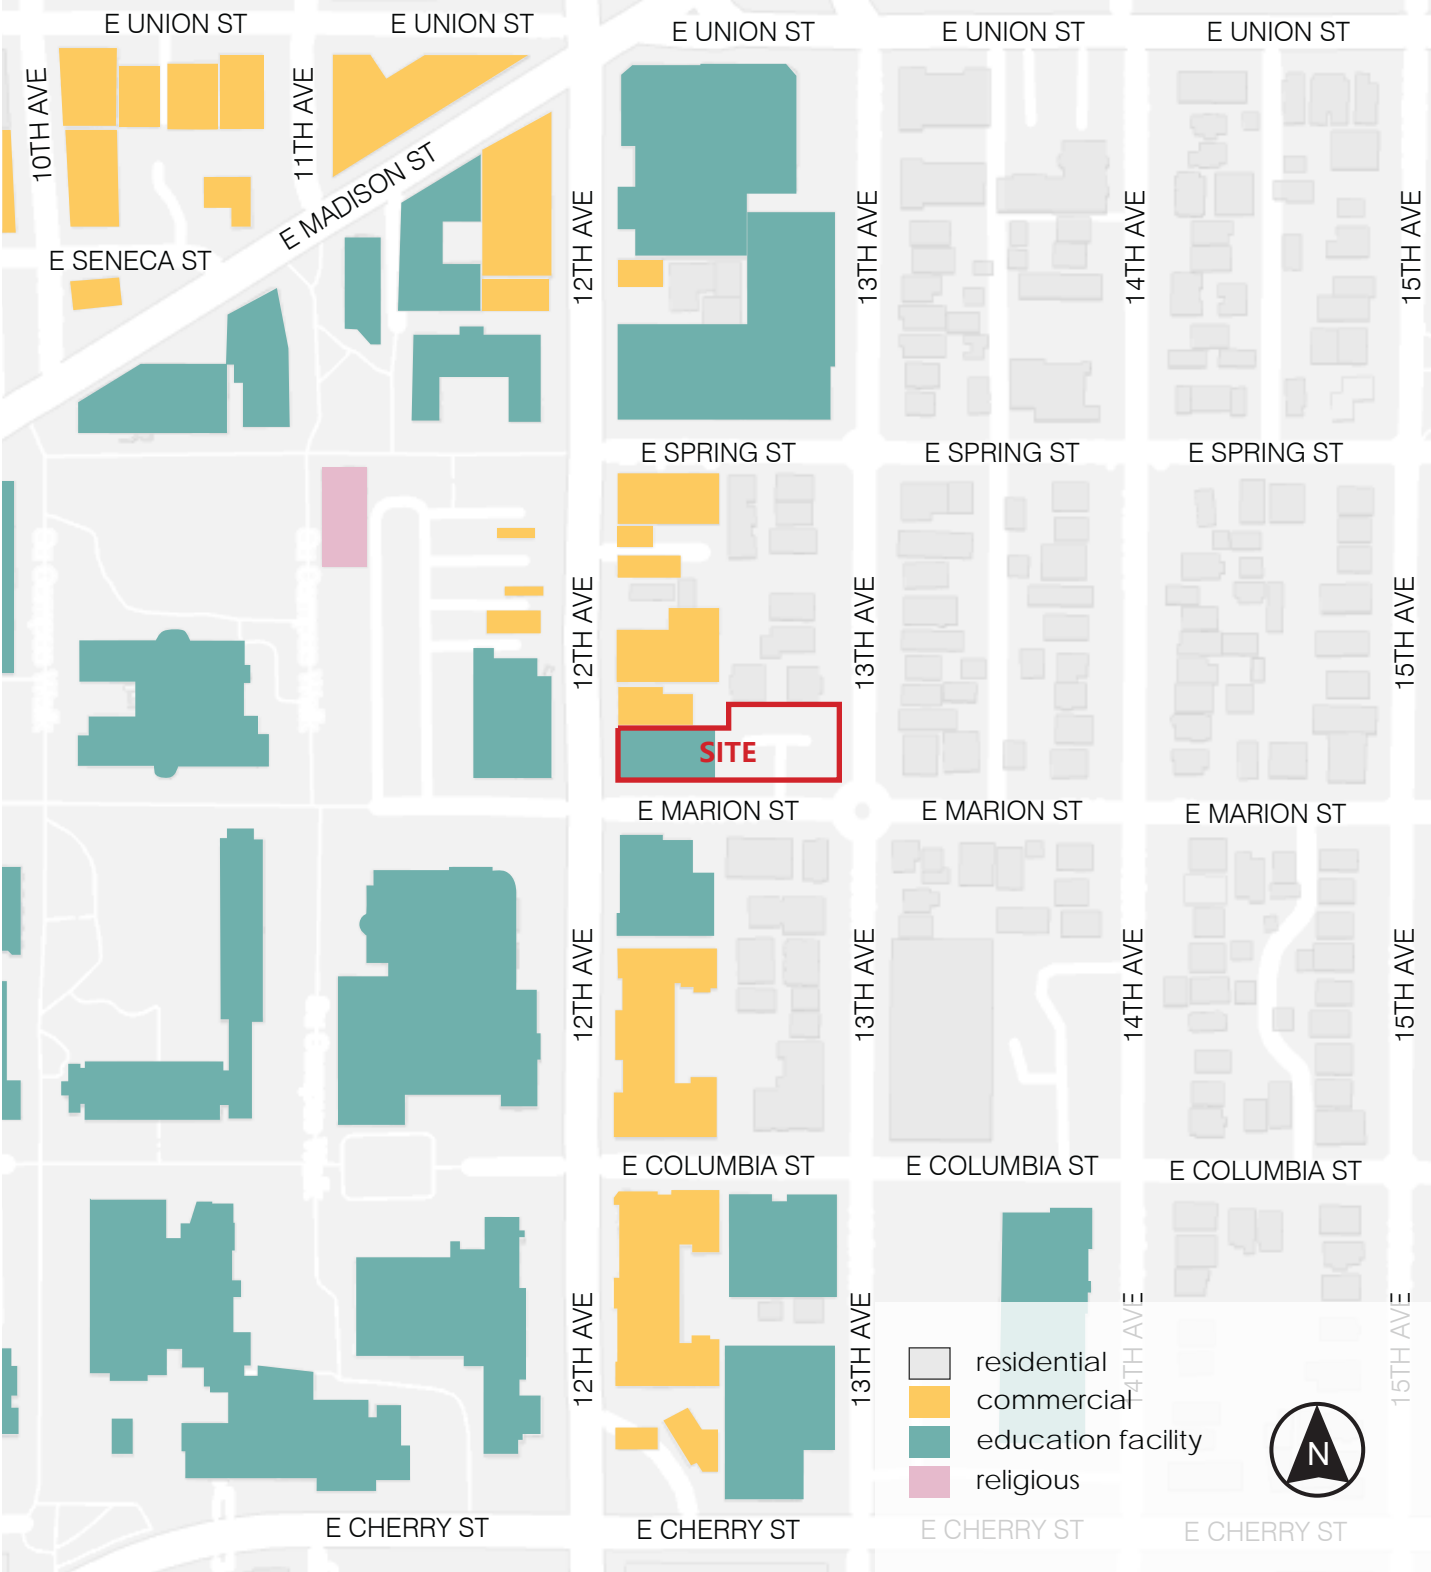 E UNION ST
E UNION ST
E UNION ST
E UNION ST
E UNION ST
10TH AVE
11TH AVE
E MADISON ST
12TH AVE
13TH AVE
14TH AVE
15TH AVE
E SENECA ST
E SPRING ST
E SPRING ST
E SPRING ST
12TH AVE
13TH AVE
15TH AVE
SITE
E MARION ST
E MARION ST
E MARION ST
12TH AVE
13TH AVE
14TH AVE
15TH AVE
E COLUMBIA ST
E COLUMBIA ST
E COLUMBIA ST
12TH AVE
13TH AVE
14TH AVE
15TH AVE
residential
commercial
education facility
religious
N
E CHERRY ST
E CHERRY ST
E CHERRY ST
E CHERRY ST